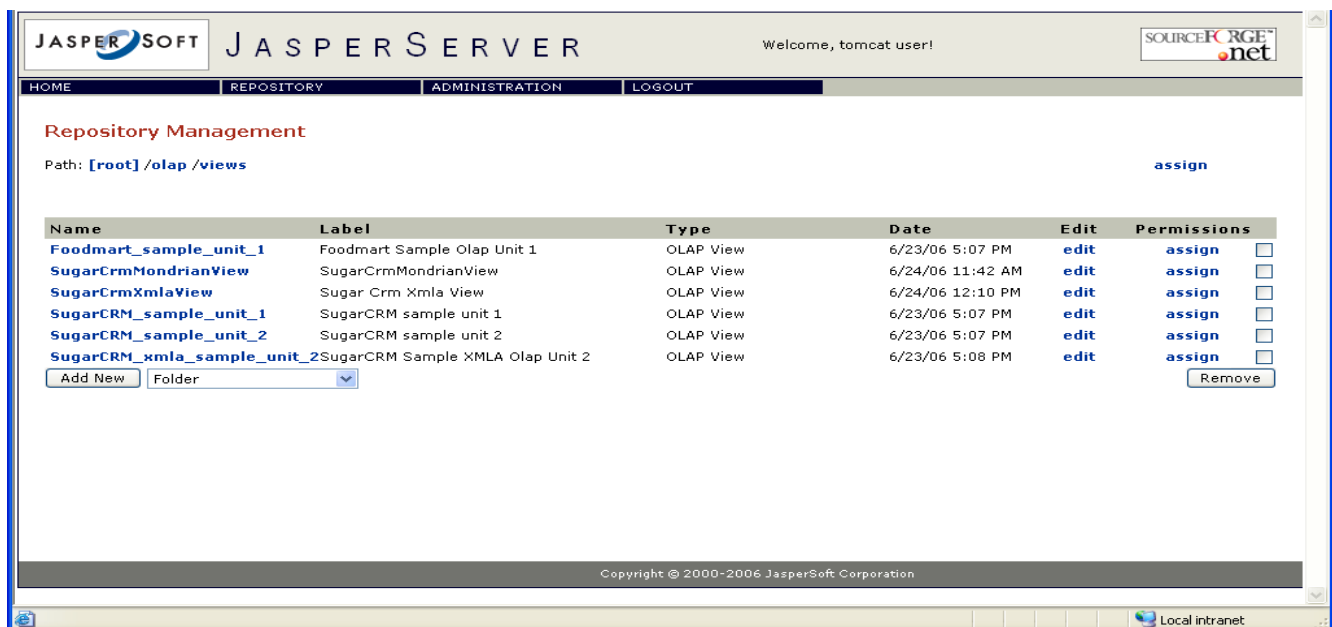 JASPERSOFT JASPERSERVER Welcome, tomcat user! SOURCEFORGE™ .net
HOME REPOSITORY ADMINISTRATION LOGOUT
Repository Management
Path: [root] /olap /views assign
Name Label Type Date Edit Permissions
Foodmart_sample_unit_1 Foodmart Sample Olap Unit 1 OLAP View 6/23/06 5:07 PM edit assign
SugarCrmMondrianView SugarCrmMondrianView OLAP View 6/24/06 11:42 AM edit assign
SugarCrmXmlaView Sugar Crm Xmla View OLAP View 6/24/06 12:10 PM edit assign
SugarCRM_sample_unit_1 SugarCRM sample unit 1 OLAP View 6/23/06 5:07 PM edit assign
SugarCRM_sample_unit_2 SugarCRM sample unit 2 OLAP View 6/23/06 5:07 PM edit assign
SugarCRM_xmla_sample_unit_2 SugarCRM Sample XMLA Olap Unit 2 OLAP View 6/23/06 5:08 PM edit assign
Add New Folder Remove
Copyright © 2000-2006 JasperSoft Corporation
Local intranet